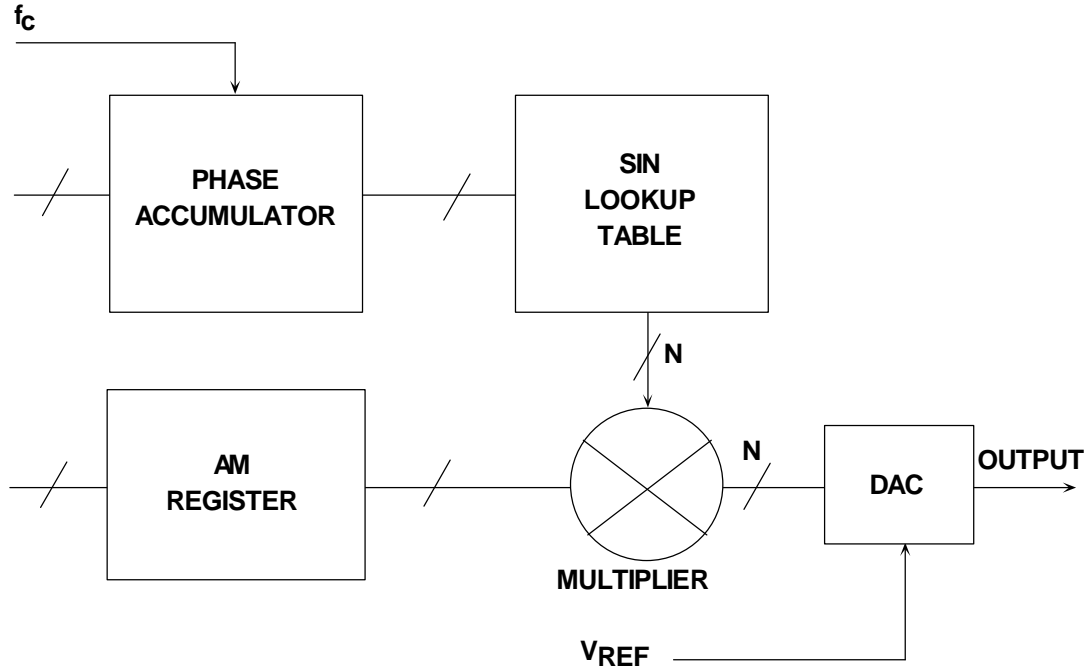 fC
PHASE
ACCUMULATOR
SIN
LOOKUP
TABLE
N
AM
REGISTER
N
DAC
OUTPUT
MULTIPLIER
VREF